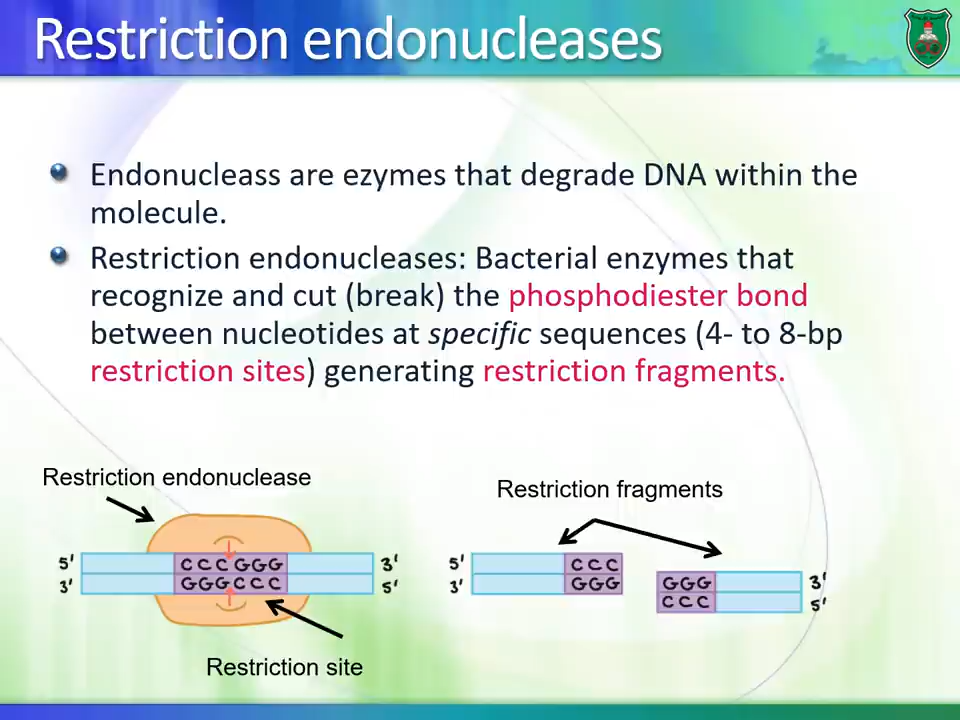 Restriction endonucleases
Endonucleass are ezymes that degrade DNA within the
molecule.
Restriction endonucleases: Bacterial enzymes that
recognize and cut (break) the phosphodiester bond
between nucleotides at specific sequences (4- to 8-bp
restriction sites) generating restriction fragments.
Restriction endonuclease
Restriction fragments
5' CCCGGG 3'
3' GGGCCC 5'
5' CCC
3' GGG
GGG 3'
CCC 5'
Restriction site